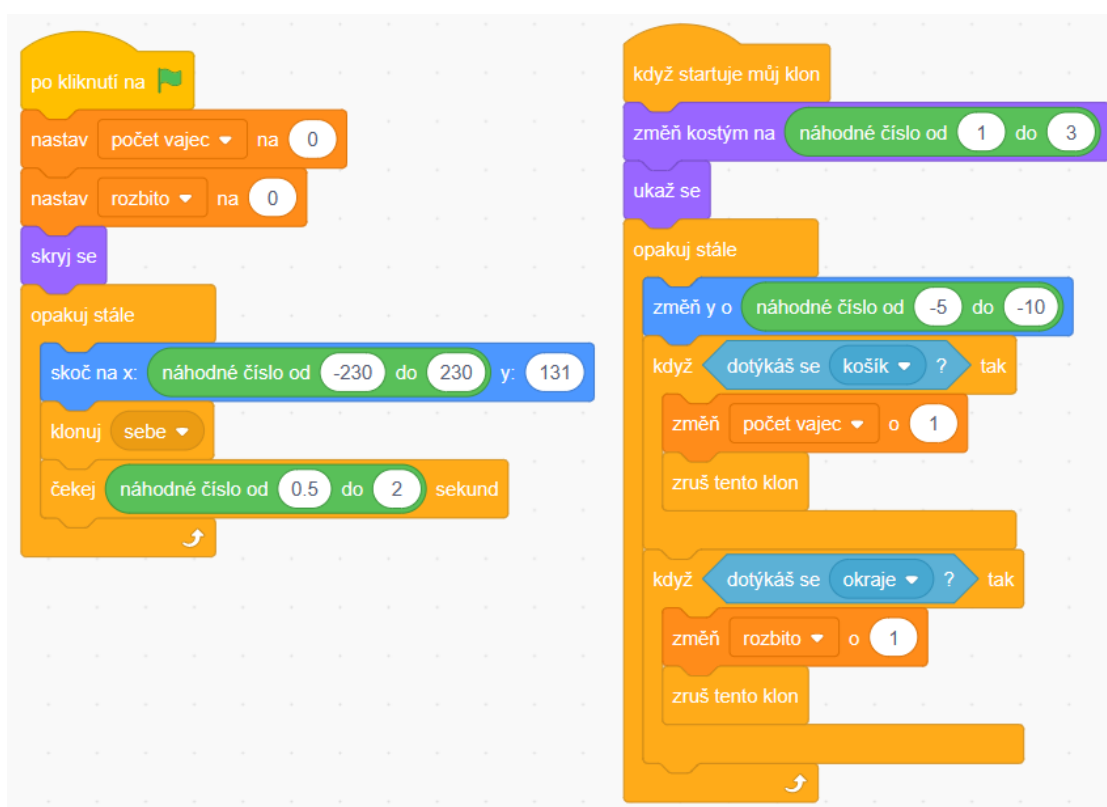 po kliknutí na
nastav počet vajec na 0
nastav rozbito na 0
skryj se
opakuj stále
skoč na x: náhodné číslo od -230 do 230 y: 131
klonuj sebe
čekej náhodné číslo od 0.5 do 2 sekund
když startuje můj klon
změň kostým na náhodné číslo od 1 do 3
ukaž se
opakuj stále
změň y o náhodné číslo od -5 do -10
když dotýkáš se košík ? tak
změň počet vajec o 1
zruš tento klon
když dotýkáš se okraje ? tak
změň rozbito o 1
zruš tento klon